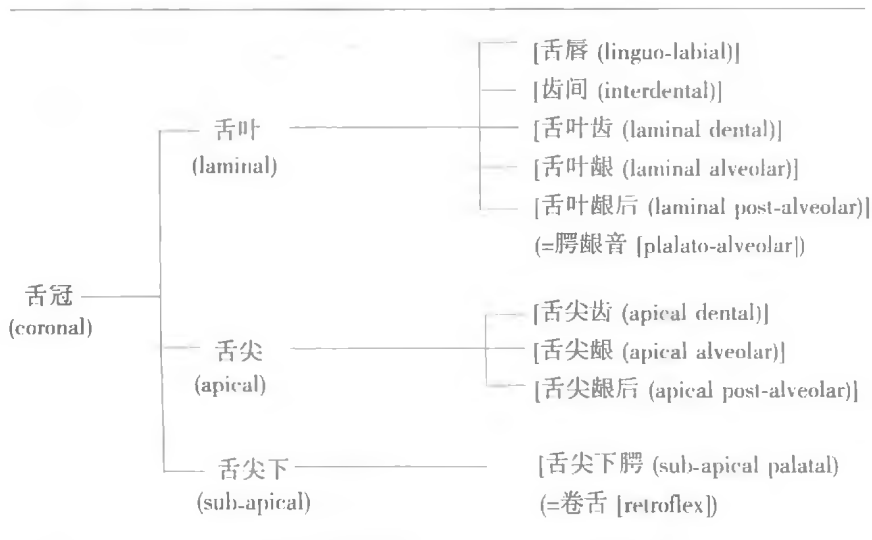 [舌唇 (linguo-labial)]
[齿间 (interdental)]
舌叶
[舌叶齿 (laminal dental)]
(laminal)
[舌叶龈 (laminal alveolar)]
[舌叶龈后 (laminal post-alveolar)]
(=腭龈音 [plalato-alveolar])
舌冠
(coronal)
[舌尖齿 (apical dental)]
舌尖
[舌尖龈 (apical alveolar)]
(apical)
[舌尖龈后 (apical post-alveolar)]
舌尖下
[舌尖下腭 (sub-apical palatal)
(sub-apical)
(=卷舌 [retroflex])